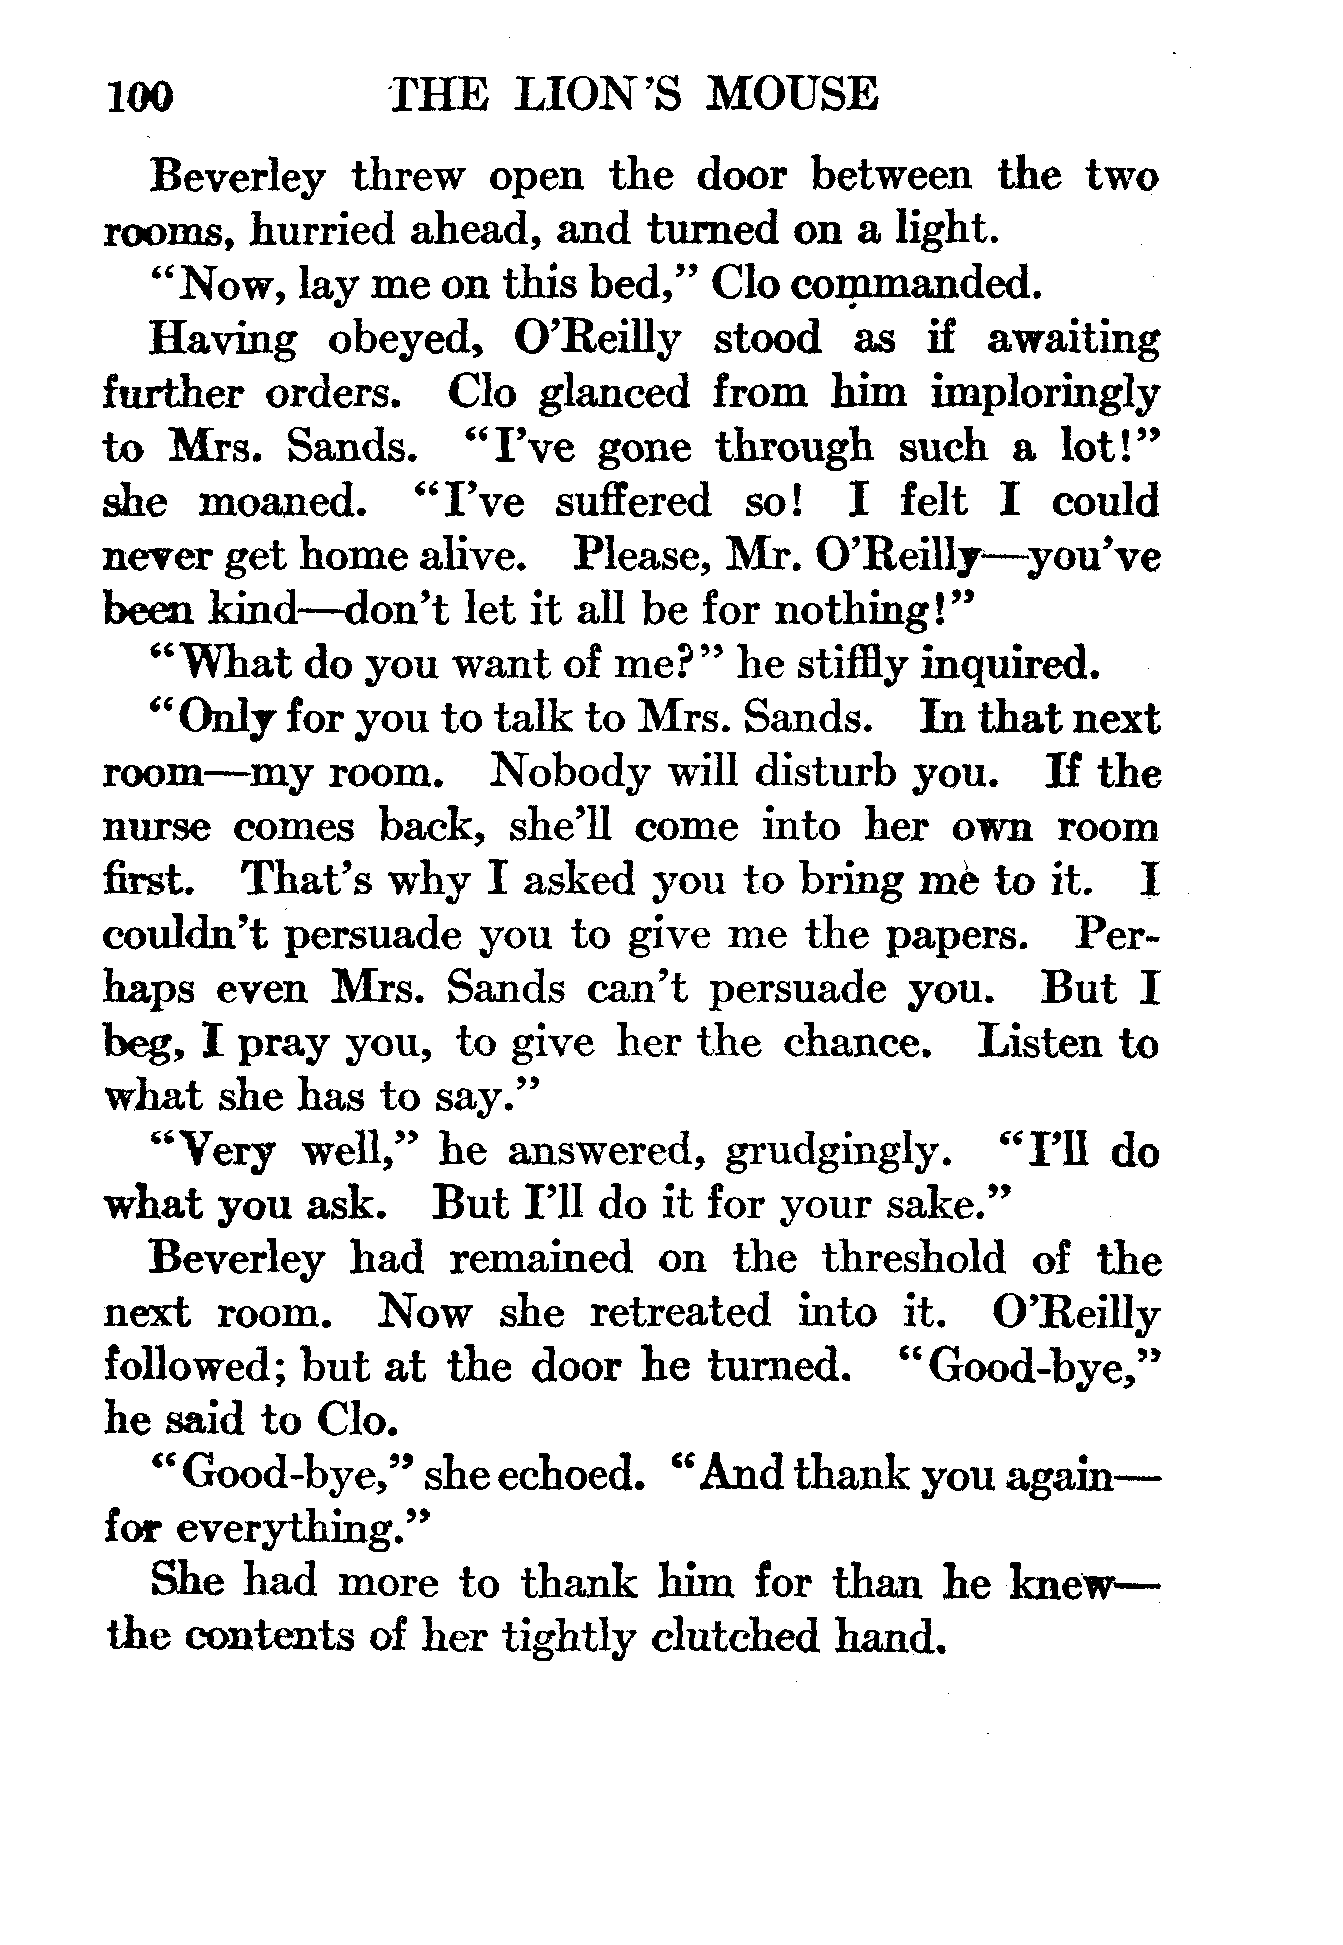 100 THE LION'S MOUSE
Beverley threw open the door between the two
rooms, hurried ahead, and turned on a light.
"Now, lay me on this bed," Clo commanded.
Having obeyed, O'Reilly stood as if awaiting
further orders. Clo glanced from him imploringly
to Mrs. Sands. "I've gone through such a lot!"
she moaned. "I've suffered so! I felt I could
never get home alive. Please, Mr. O'Reilly—you've
been kind—don't let it all be for nothing!"
"What do you want of me?" he stiffly inquired.
"Only for you to talk to Mrs. Sands. In that next
room—my room. Nobody will disturb you. If the
nurse comes back, she'll come into her own room
first. That's why I asked you to bring me to it. I
couldn't persuade you to give me the papers. Per-
haps even Mrs. Sands can't persuade you. But I
beg, I pray you, to give her the chance. Listen to
what she has to say."
"Very well," he answered, grudgingly. "I'll do
what you ask. But I'll do it for your sake."
Beverley had remained on the threshold of the
next room. Now she retreated into it. O'Reilly
followed; but at the door he turned. "Good-bye,"
he said to Clo.
"Good-bye," she echoed. "And thank you again—
for everything."
She had more to thank him for than he knew—
the contents of her tightly clutched hand.